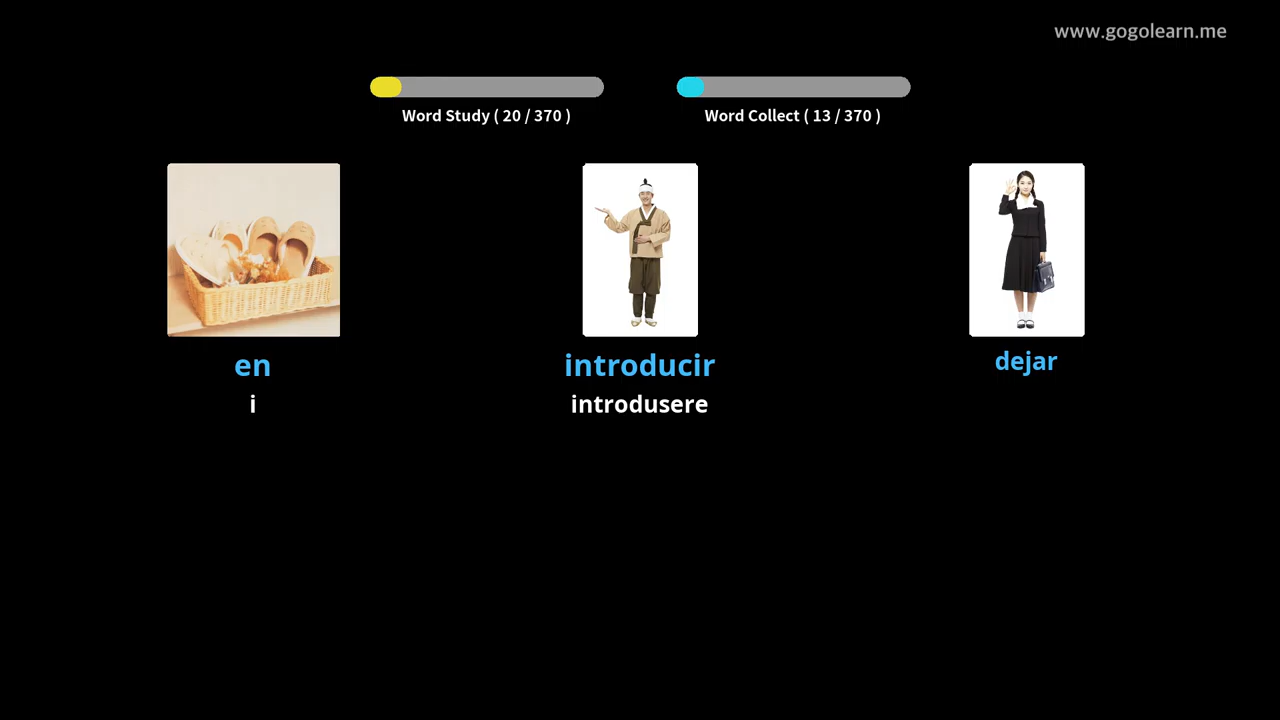 www.gogolearn.me
Word Study ( 20 / 370 )
Word Collect ( 13 / 370 )
en
introducir
dejar
i
introdusere